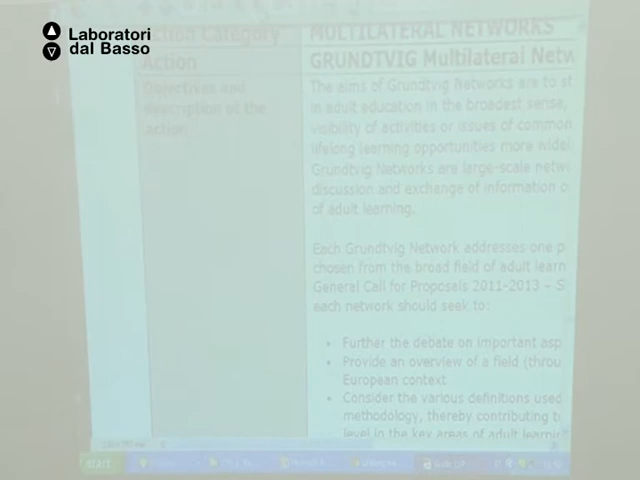 Laboratori
dal Basso
Action Category
MULTILATERAL NETWORKS
Action
GRUNDTVIG Multilateral Netw
Objectives and
description of the
action
The aims of Grundtvig Networks are to st
in adult education in the broadest sense,
visibility of activities or issues of common
lifelong learning opportunities more widel
Grundtvig Networks are large-scale netw
discussion and exchange of information o
of adult learning.
Each Grundtvig Network addresses one p
chosen from the broad field of adult learn
General Call for Proposals 2011-2013 – S
each network should seek to:
• Further the debate on important asp
• Provide an overview of a field (throu
European context
• Consider the various definitions used
methodology, thereby contributing t
level in the key areas of adult learnin